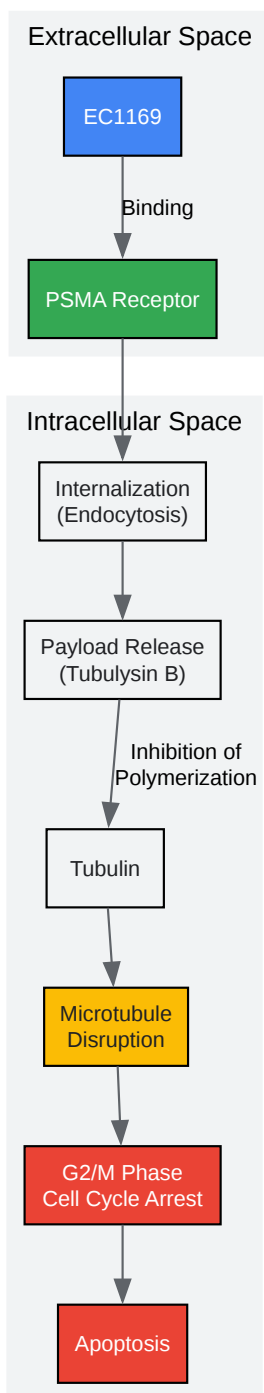 Extracellular Space
EC1169
Binding
PSMA Receptor
Intracellular Space
Internalization
(Endocytosis)
Payload Release
(Tubulysin B)
Inhibition of
Polymerization
Tubulin
Microtubule
Disruption
G2/M Phase
Cell Cycle Arrest
Apoptosis